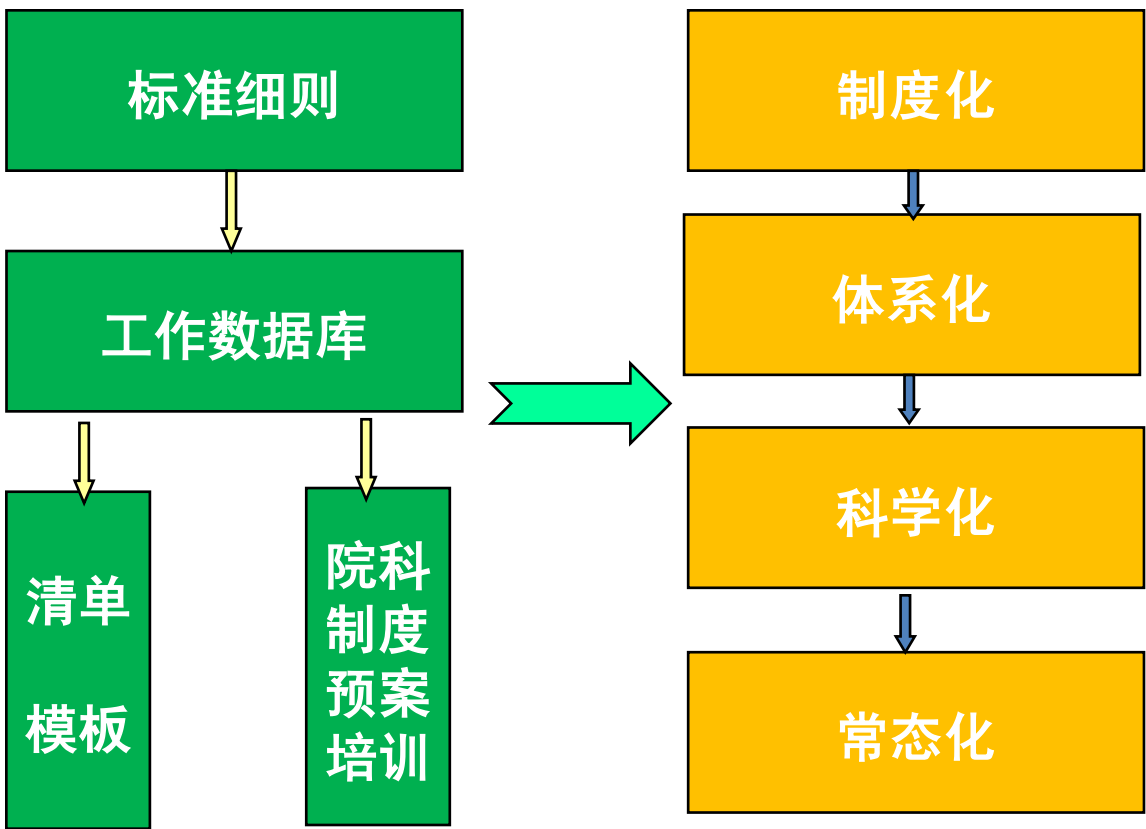 标准细则
工作数据库
清单
模板
院科
制度
预案
培训
制度化
体系化
科学化
常态化